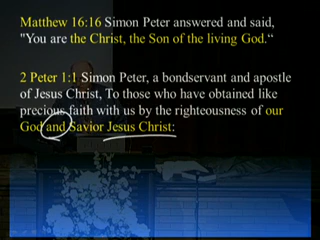 Matthew 16:16 Simon Peter answered and said,
"You are the Christ, the Son of the living God.“
2 Peter 1:1 Simon Peter, a bondservant and apostle
of Jesus Christ, To those who have obtained like
precious faith with us by the righteousness of our
God and Savior Jesus Christ: